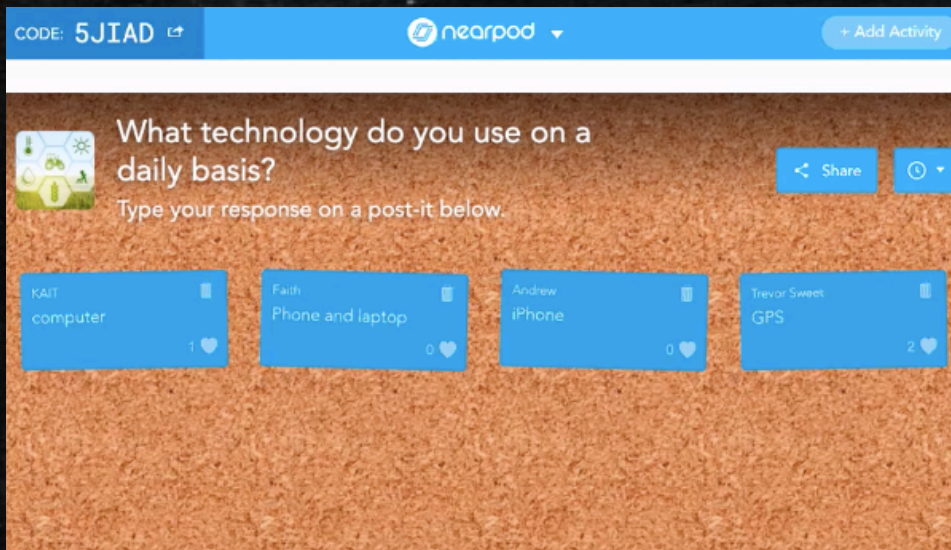 CODE: 5JIAD
nearpod
+ Add Activity
What technology do you use on a
daily basis?
Type your response on a post-it below.
Share
KAIT
computer
1
Faith
Phone and laptop
0
Andrew
iPhone
0
Trevor Sweet
GPS
2